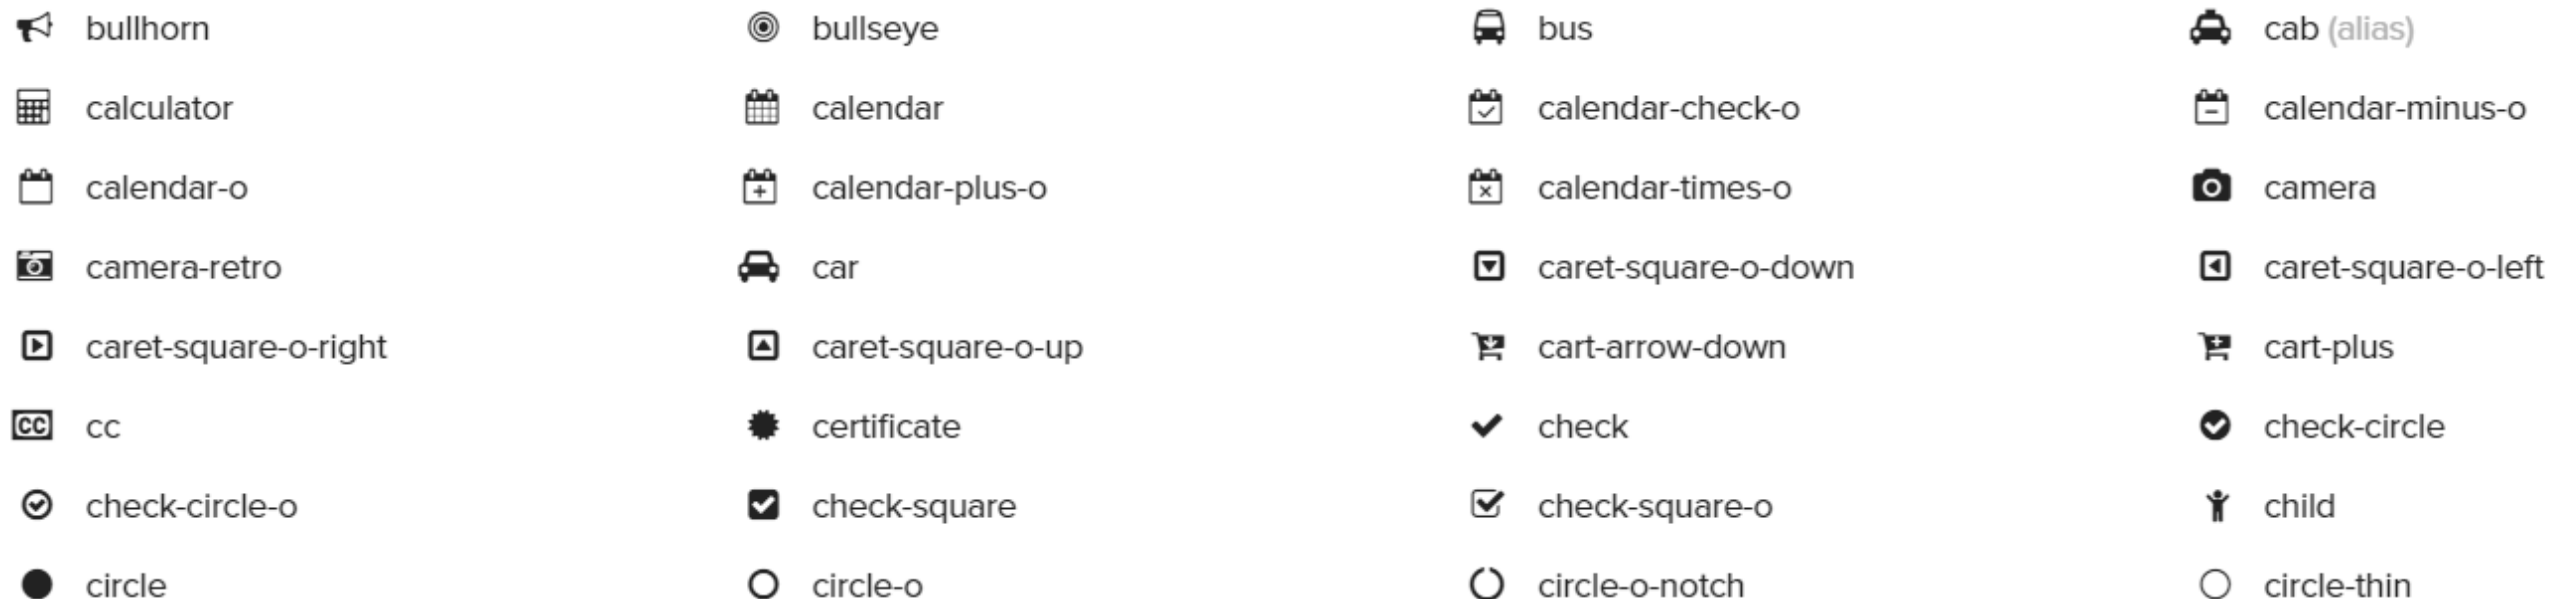 bullhorn bullseye bus cab (alias)
calculator calendar calendar-check-o calendar-minus-o
calendar-o calendar-plus-o calendar-times-o camera
camera-retro car caret-square-o-down caret-square-o-left
caret-square-o-right caret-square-o-up cart-arrow-down cart-plus
CC cc certificate check check-circle
check-circle-o check-square check-square-o child
circle circle-o circle-o-notch circle-thin